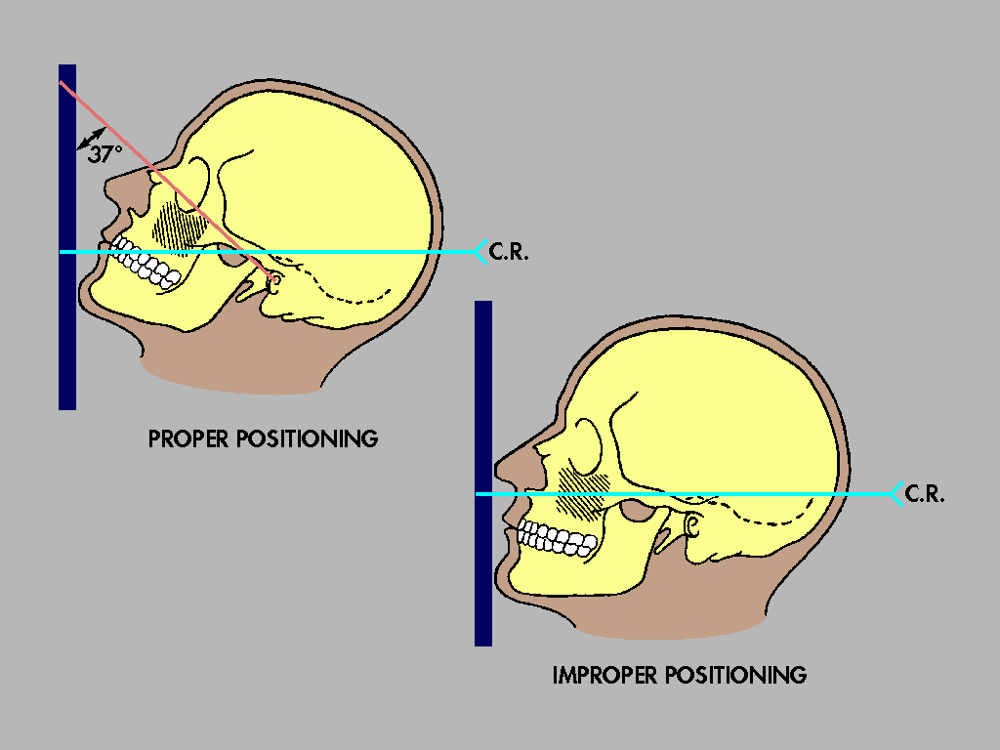 37°
C.R.
PROPER POSITIONING
C.R.
IMPROPER POSITIONING